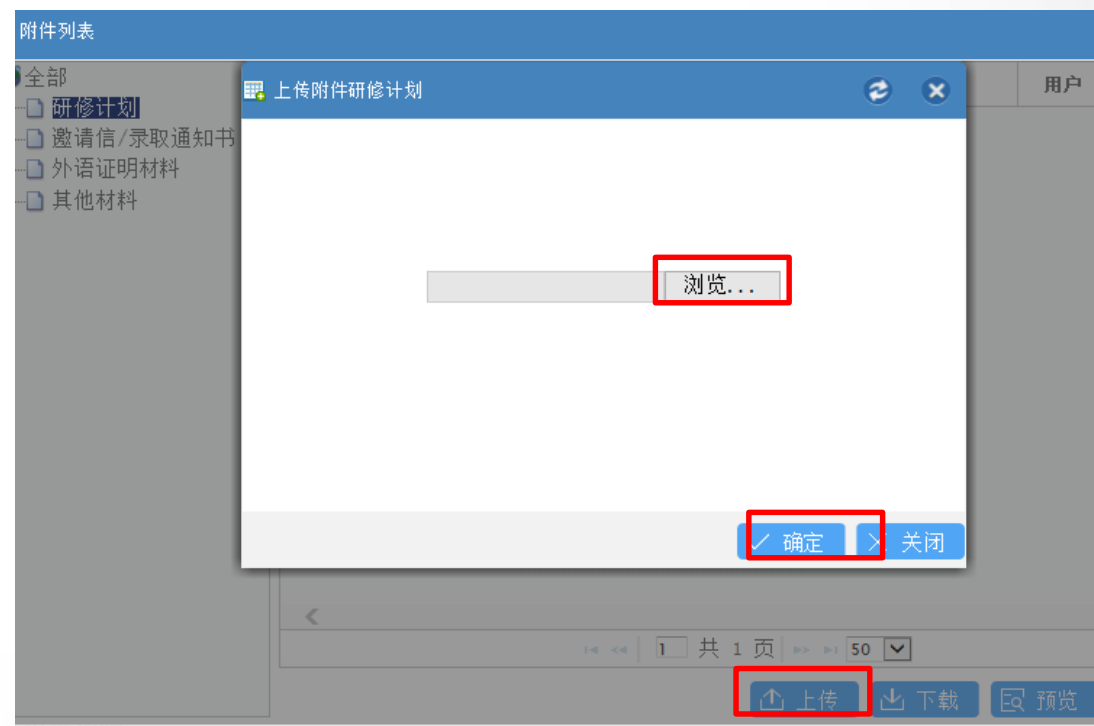 附件列表
全部
研修计划
邀请信/录取通知书
外语证明材料
其他材料
上传附件研修计划
用户
浏览...
确定 关闭
1 共 1 页 50
上传 下载 预览